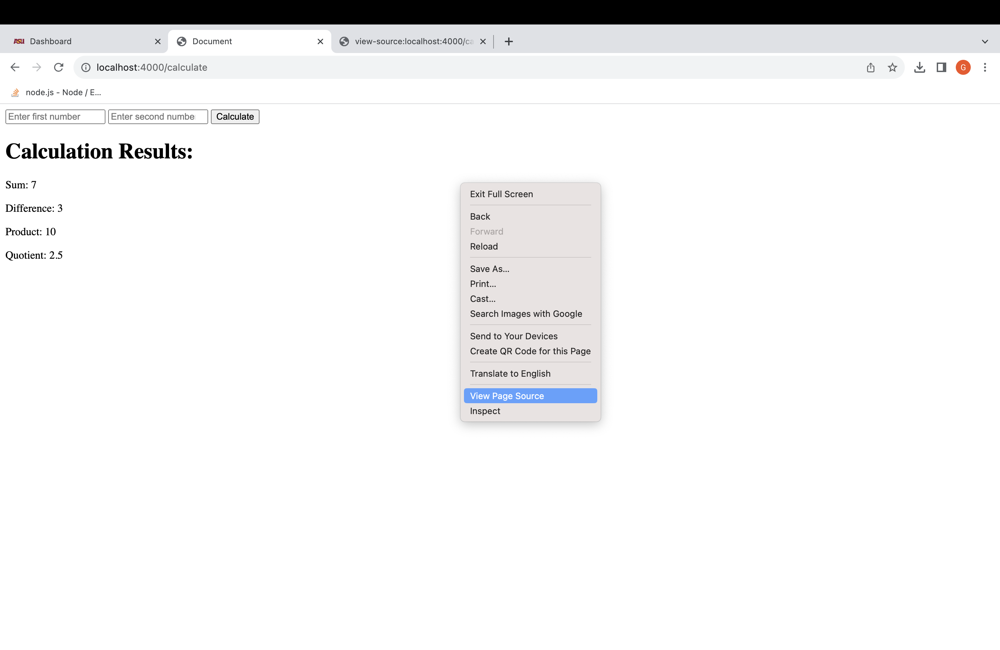 ASU Dashboard
Document
view-source:localhost:4000/ca
localhost:4000/calculate
G
node.js - Node / E...
Enter first number
Enter second numbe
Calculate
Calculation Results:
Sum: 7
Difference: 3
Product: 10
Quotient: 2.5
Exit Full Screen
Back
Forward
Reload
Save As...
Print...
Cast...
Search Images with Google
Send to Your Devices
Create QR Code for this Page
Translate to English
View Page Source
Inspect